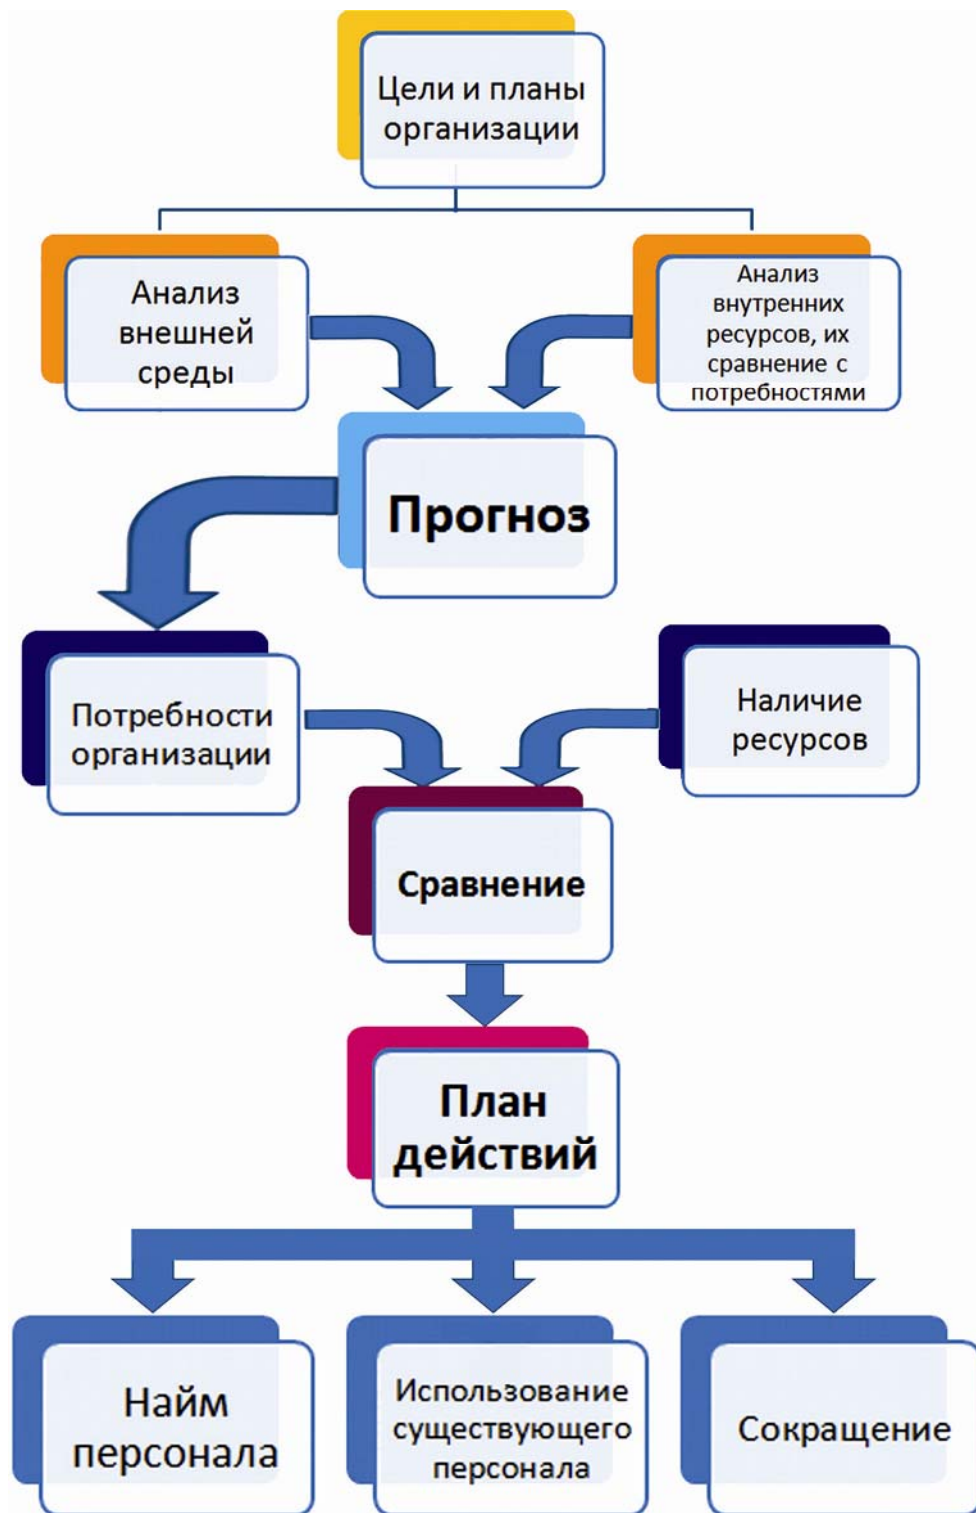 Цели и планы
организации
Анализ
внешней
среды
Анализ
внутренних
ресурсов, их
сравнение с
потребностями
Прогноз
Потребности
организации
Наличие
ресурсов
Сравнение
План
действий
Найм
персонала
Использование
существующего
персонала
Сокращение